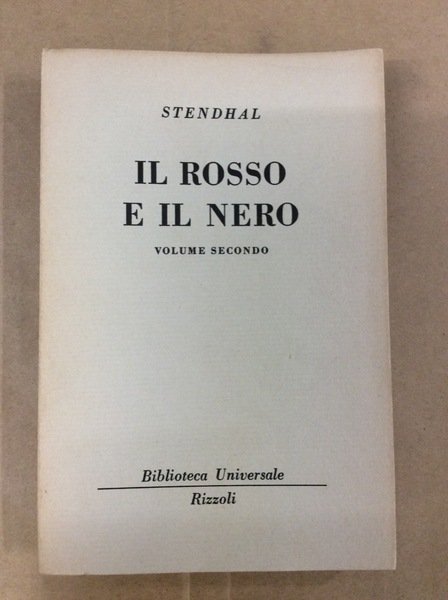 STENDHAL
IL ROSSO
E IL NERO
VOLUME SECONDO
Biblioteca Universale
Rizzoli